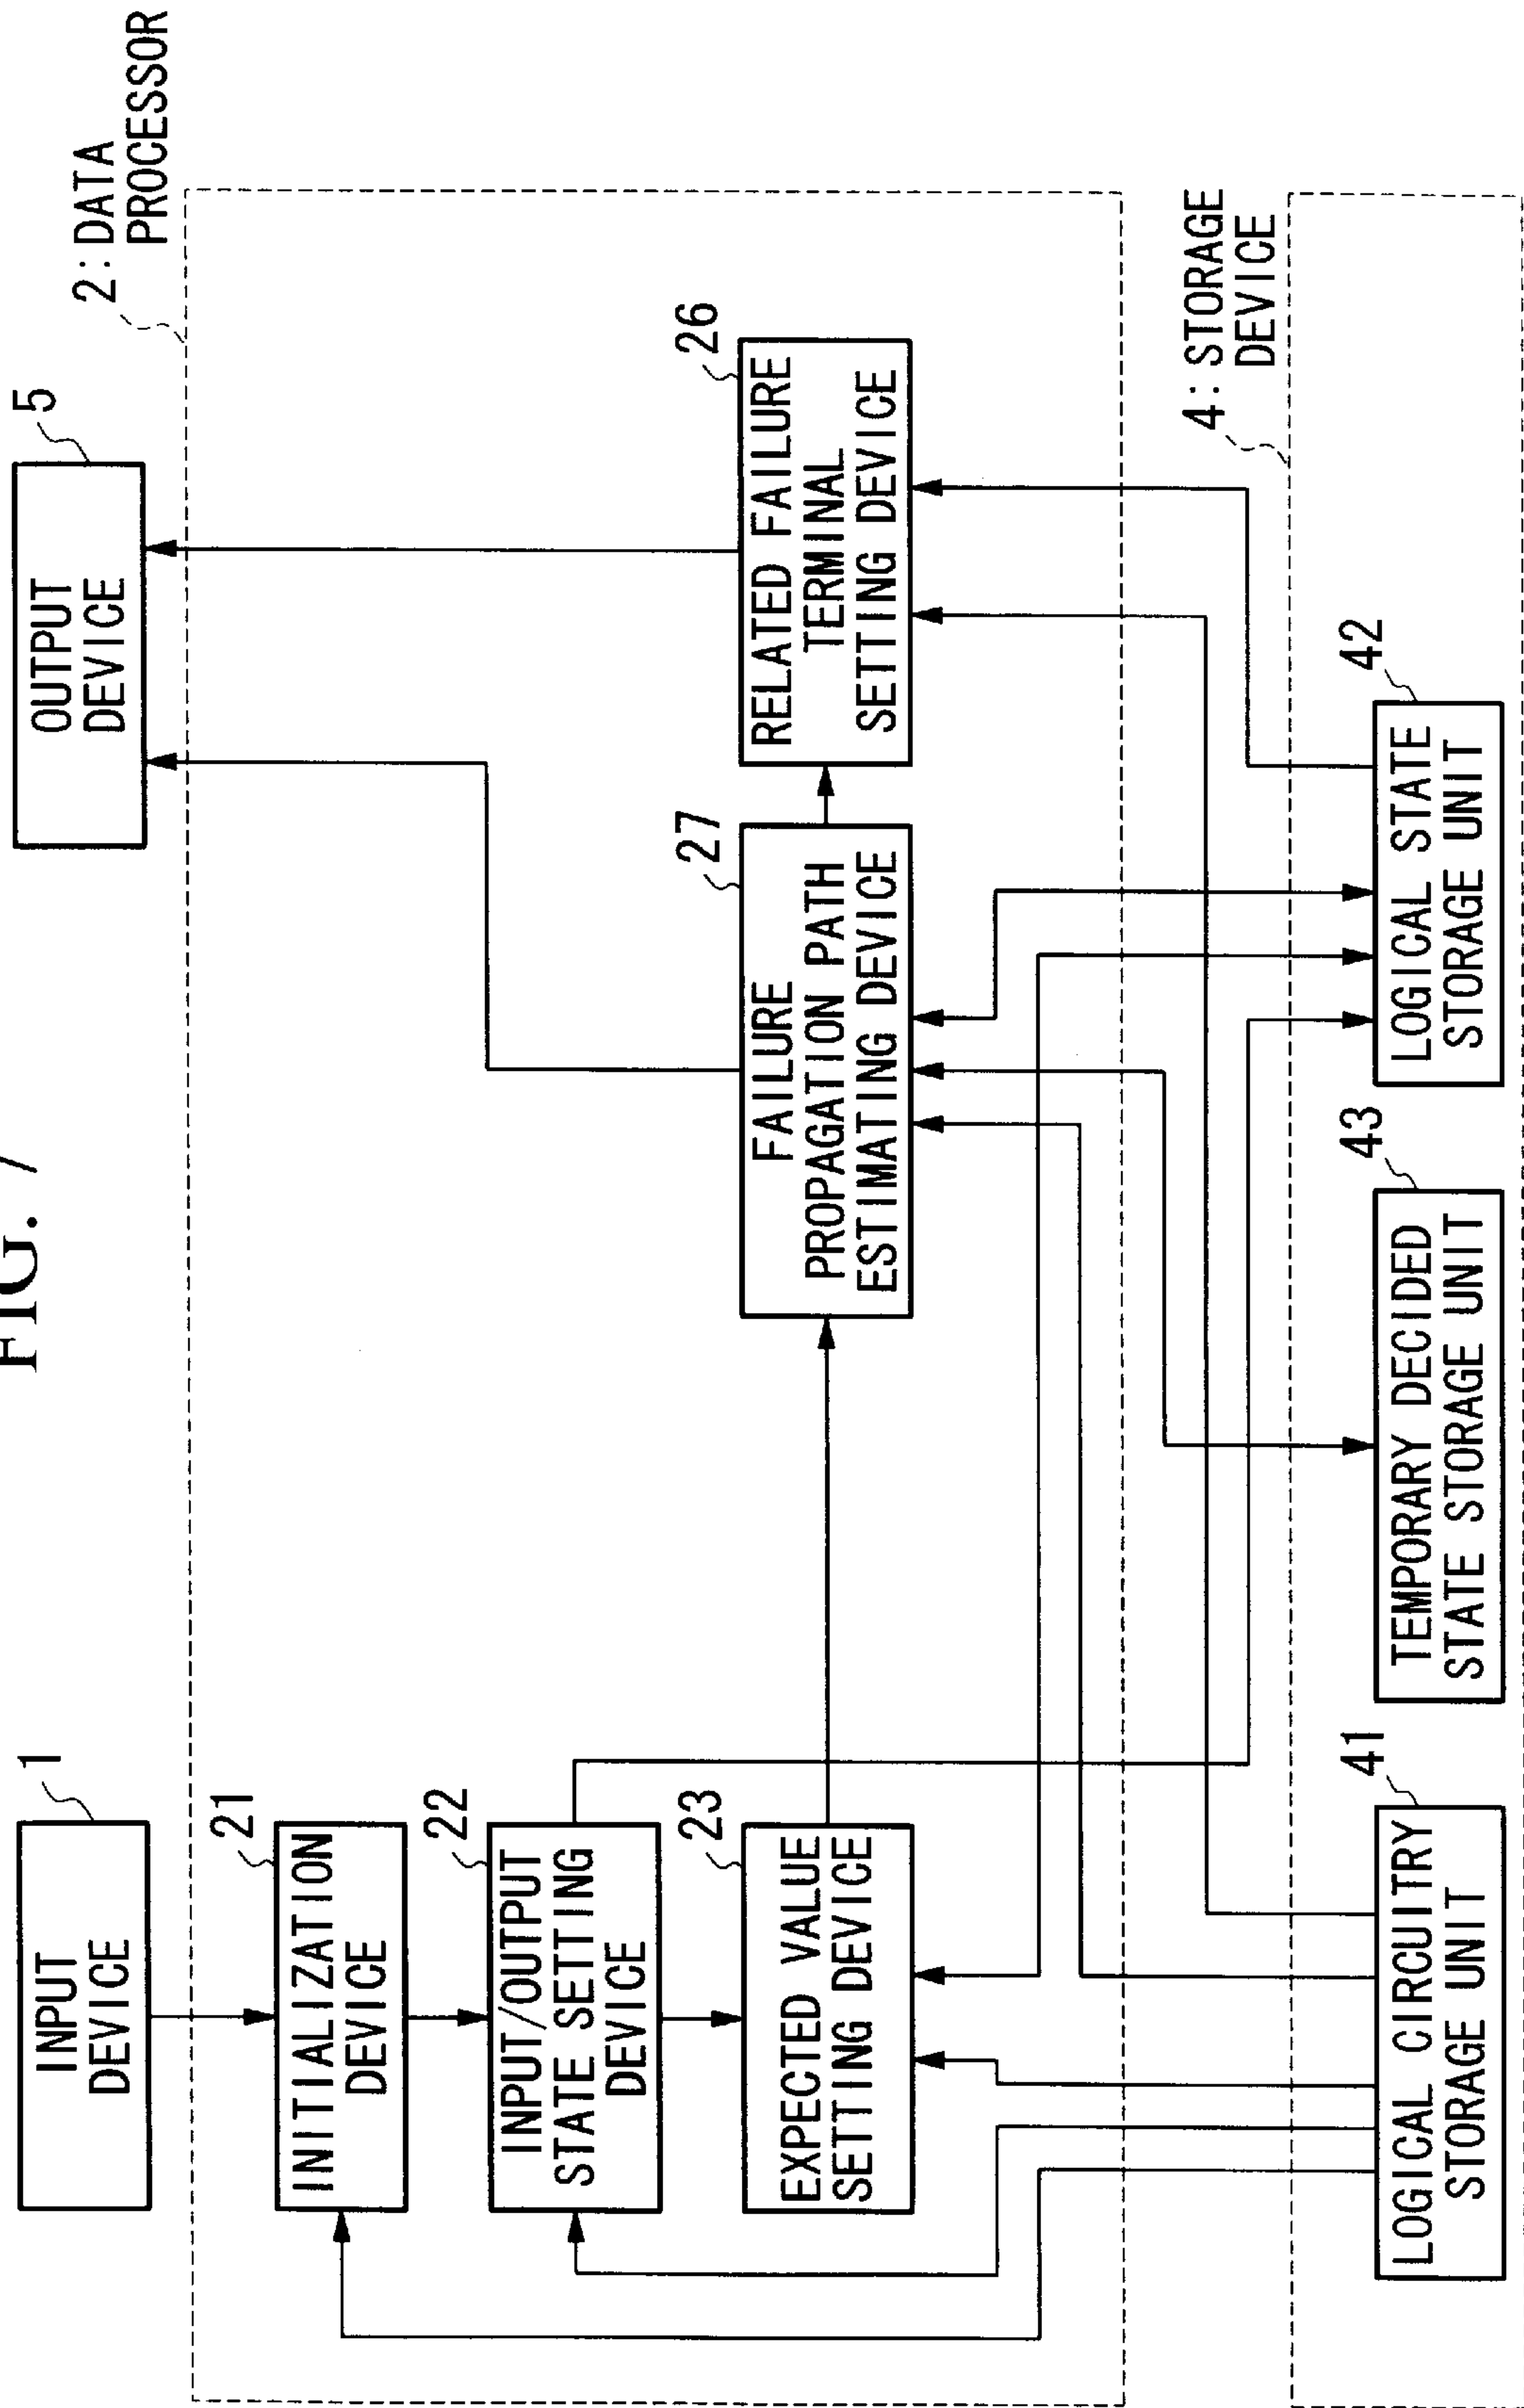 FIG. 7
INPUT
DEVICE
1
OUTPUT
DEVICE
5
2:DATA
PROCESSOR
INITIALIZATION
DEVICE
21
INPUT/OUTPUT
STATE SETTING
DEVICE
22
EXPECTED VALUE
SETTING DEVICE
23
FAILURE
PROPAGATION PATH
ESTIMATING DEVICE
27
RELATED FAILURE
TERMINAL
SETTING DEVICE
26
4:STORAGE
DEVICE
LOGICAL CIRCUITRY
STORAGE UNIT
41
TEMPORARY DECIDED
STATE STORAGE UNIT
43
LOGICAL STATE
STORAGE UNIT
42